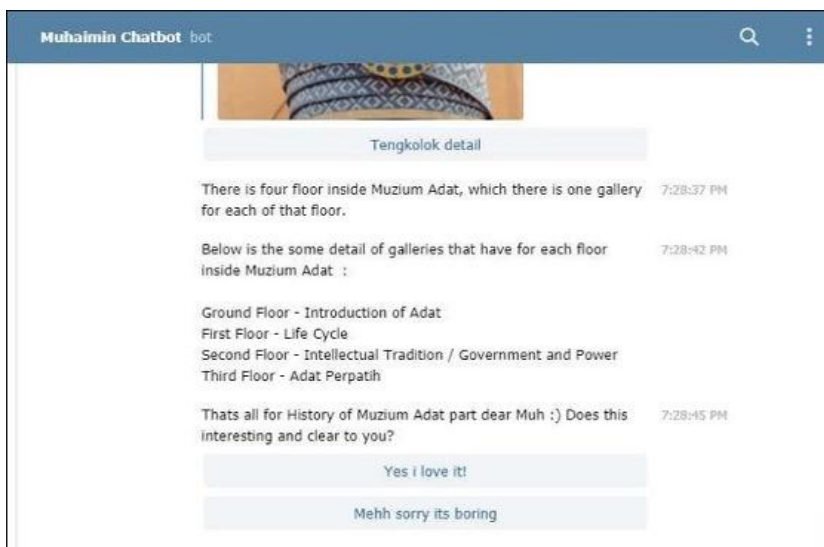 Muhaimin Chatbot bot
Tengkolok detail
There is four floor inside Muzium Adat, which there is one gallery 7:28:37 PM
for each of that floor.
Below is the some detail of galleries that have for each floor 7:28:42 PM
inside Muzium Adat :
Ground Floor - Introduction of Adat
First Floor - Life Cycle
Second Floor - Intellectual Tradition / Government and Power
Third Floor - Adat Perpatih
Thats all for History of Muzium Adat part dear Muh :) Does this 7:28:45 PM
interesting and clear to you?
Yes i love it!
Mehh sorry its boring